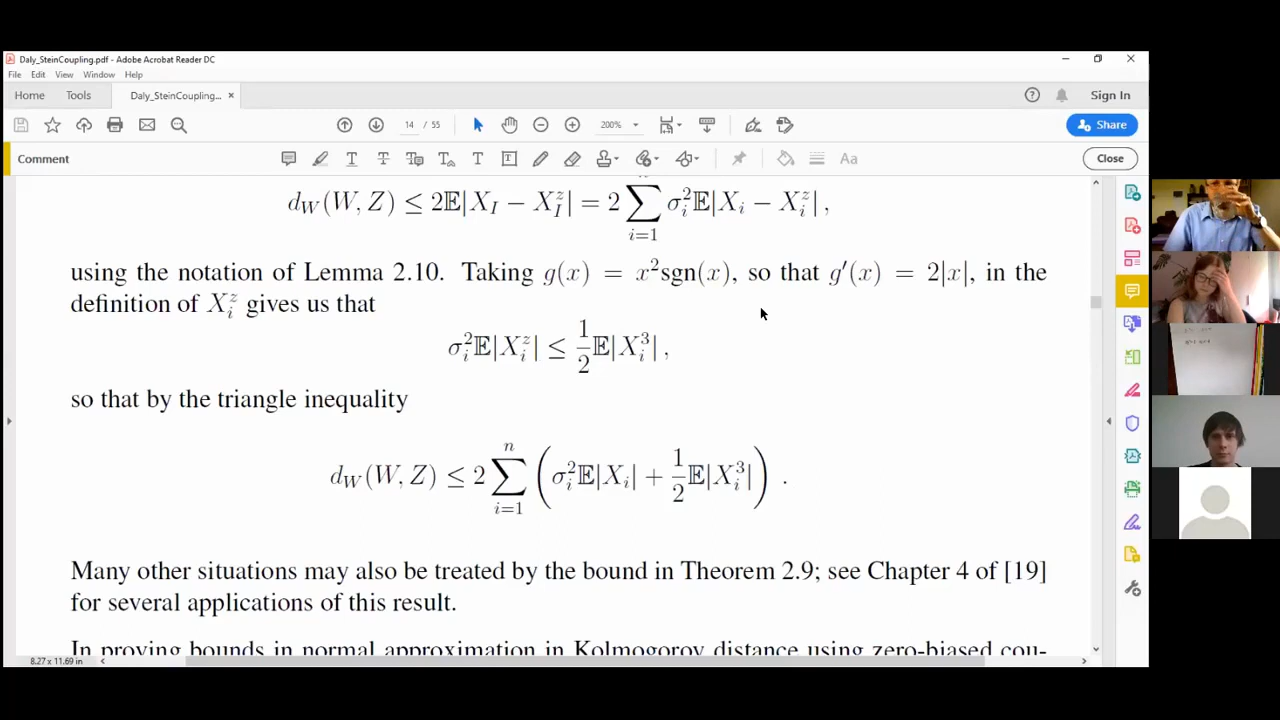 Daly_SteinCoupling.pdf - Adobe Acrobat Reader DC
File Edit View Window Help
Home Tools Daly_SteinCoupling... × Sign In
14 / 55 200% Share
Comment Aa Close
d_W(W, Z) ≤ 2𝔼|X_I − X_I^z| = 2 ∑_{i=1} σ_i^2 𝔼|X_i − X_i^z| ,
using the notation of Lemma 2.10. Taking g(x) = x^2sgn(x), so that g′(x) = 2|x|, in the
definition of X_i^z gives us that
σ_i^2 𝔼|X_i^z| ≤ 1/2 𝔼|X_i^3| ,
so that by the triangle inequality
d_W(W, Z) ≤ 2 ∑_{i=1}^n (σ_i^2 𝔼|X_i| + 1/2 𝔼|X_i^3|) .
Many other situations may also be treated by the bound in Theorem 2.9; see Chapter 4 of [19]
for several applications of this result.
In proving bounds in normal approximation in Kolmogorov distance using zero-biased cou-
8.27 x 11.69 in